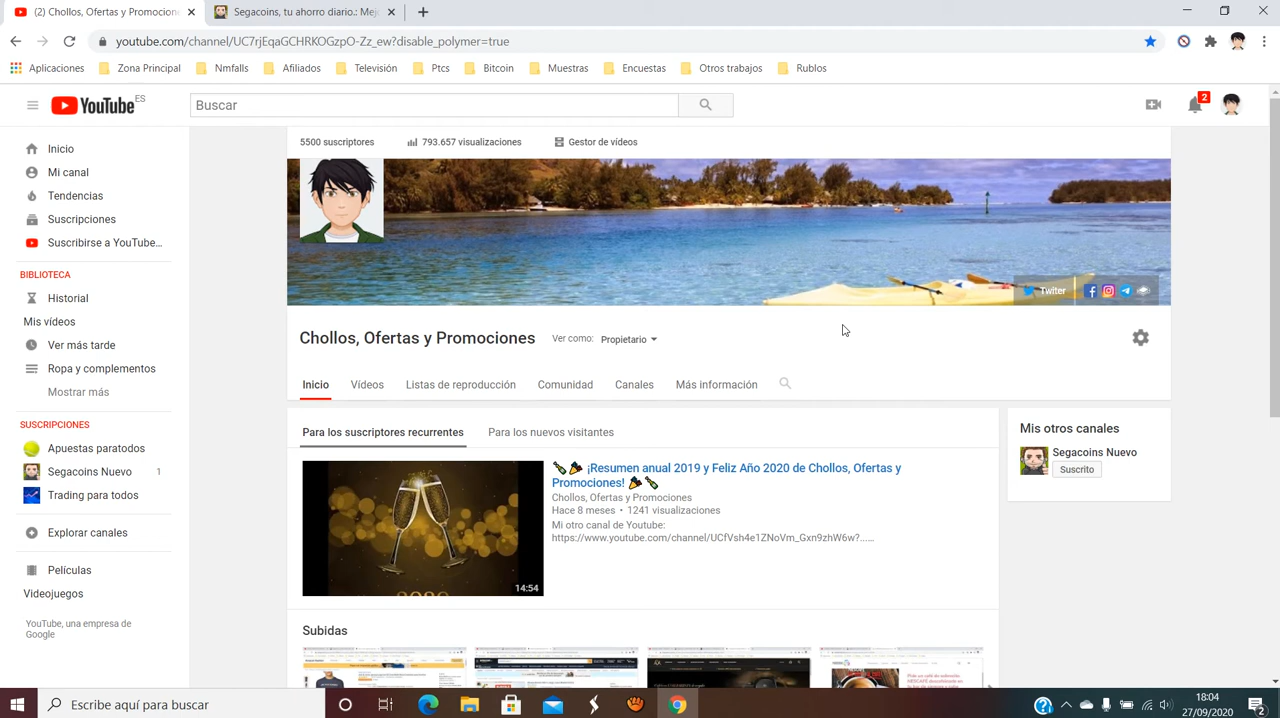 (2) Chollos, Ofertas y Promocione
Segacoins, tu ahorro diario.: Mej
youtube.com/channel/UC7rjEqaGCHRKOGzpO-Zz_ew?disable_polymer=true
Aplicaciones
Zona Principal
Nmfalls
Afiliados
Televisión
Ptcs
Bitcoin
Muestras
Encuestas
Otros trabajos
Rublos
YouTube ES
Buscar
2
5500 suscriptores
793.657 visualizaciones
Gestor de vídeos
Inicio
Mi canal
Tendencias
Suscripciones
Suscribirse a YouTube...
BIBLIOTECA
Historial
Mis vídeos
Ver más tarde
Ropa y complementos
Mostrar más
SUSCRIPCIONES
Apuestas paratodos
Segacoins Nuevo 1
Trading para todos
Explorar canales
Películas
Videojuegos
YouTube, una empresa de
Google
Twiter
Chollos, Ofertas y Promociones
Ver como: Propietario
Inicio
Vídeos
Listas de reproducción
Comunidad
Canales
Más información
Para los suscriptores recurrentes
Para los nuevos visitantes
¡Resumen anual 2019 y Feliz Año 2020 de Chollos, Ofertas y
Promociones!
Chollos, Ofertas y Promociones
Hace 8 meses • 1241 visualizaciones
Mi otro canal de Youtube:
https://www.youtube.com/channel/UCfVsh4e1ZNoVm_Gxn9zhW6w?...…
14:54
Mis otros canales
Segacoins Nuevo
Suscrito
Subidas
Escribe aquí para buscar
18:04
27/09/2020
2